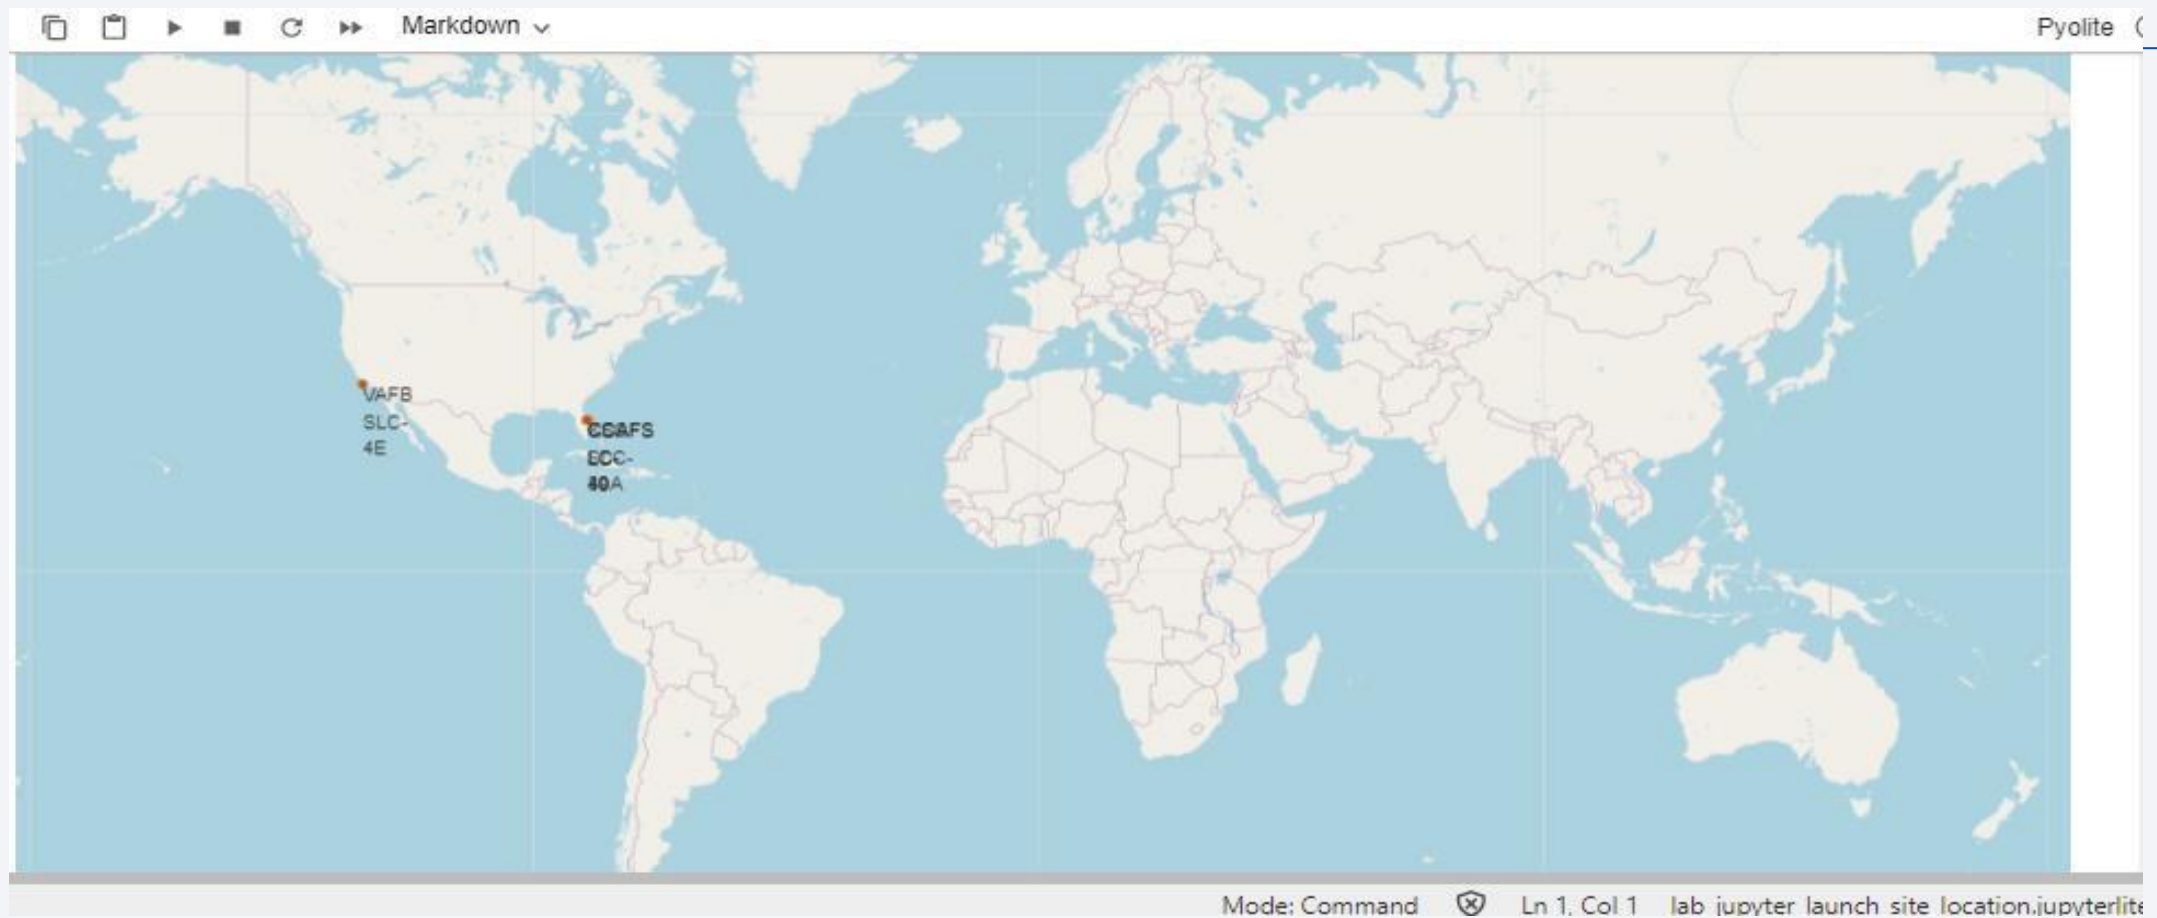 Markdown
Pyolite
VAFB
SLC-
4E
CCAFS
Mode: Command
Ln 1, Col 1
lab_jupyter_launch_site_location.jupyterlite